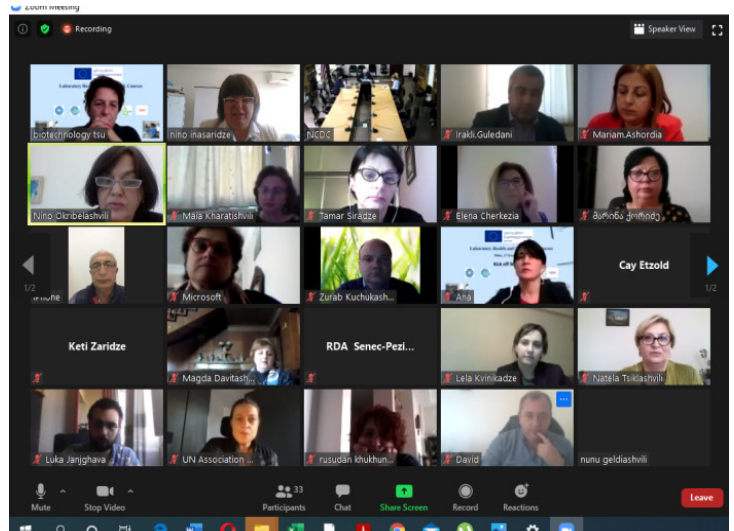 Zoom Meeting
Recording
Speaker View
biotechnology tsu
nino inasaridze
NCDC
Irakli.Guledani
Mariam.Ashordia
Nino Okribelashvili
Maia Kharatishvili
Tamar Siradze
Elena Cherkezia
მარინა ქორიძე
iPhone
Microsoft
Zurab Kuchukash...
Ana
Cay Etzold
1/2
1/2
Keti Zaridze
Magda Davitash...
RDA Senec-Pezi...
Lela Kvinikadze
Natela Tsiklashvili
Luka Janjghava
UN Association ...
rusudan khukhun...
David
nunu geldiashvili
Mute
Stop Video
33
Participants
Chat
Share Screen
Record
Reactions
Leave